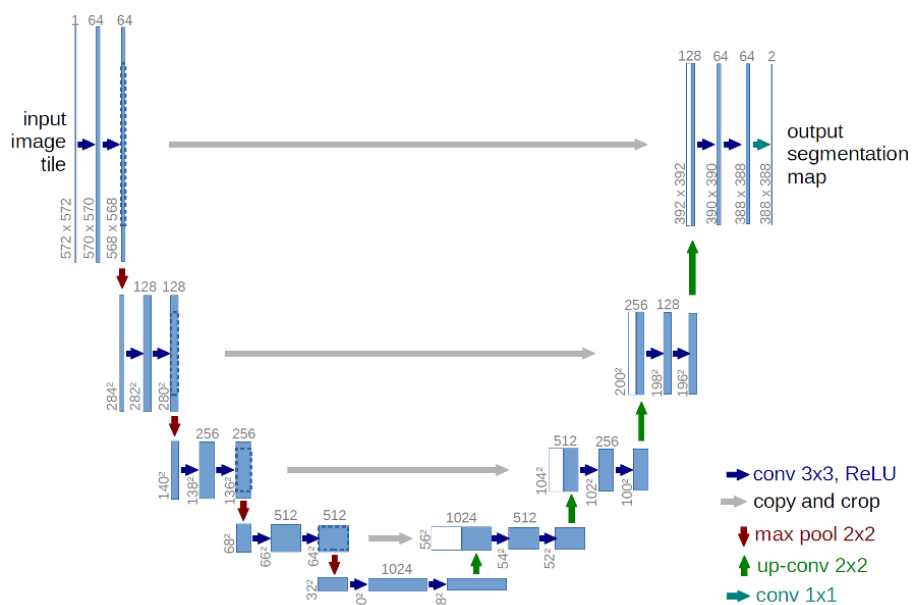 1 64 64
128 64 64 2
input
image
tile
output
segmentation
map
572 x 572
570 x 570
568 x 568
392 x 392
390 x 390
388 x 388
388 x 388
128 128
256 128
284²
282²
280²
200²
198²
196²
256 256
512 256
140²
138²
136²
104²
102²
100²
512 512
1024 512
68²
66²
64²
56²
54²
52²
1024
32²
0²
8²
conv 3x3, ReLU
copy and crop
max pool 2x2
up-conv 2x2
conv 1x1